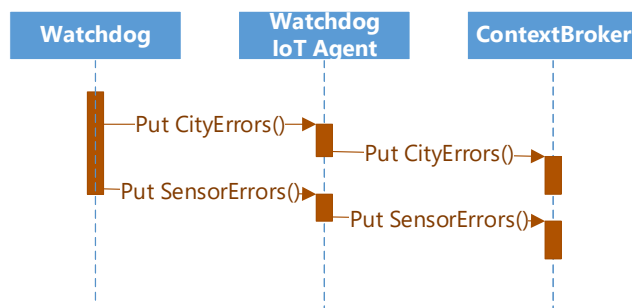 Watchdog
Watchdog
IoT Agent
ContextBroker
Put CityErrors()
Put CityErrors()
Put SensorErrors()
Put SensorErrors()